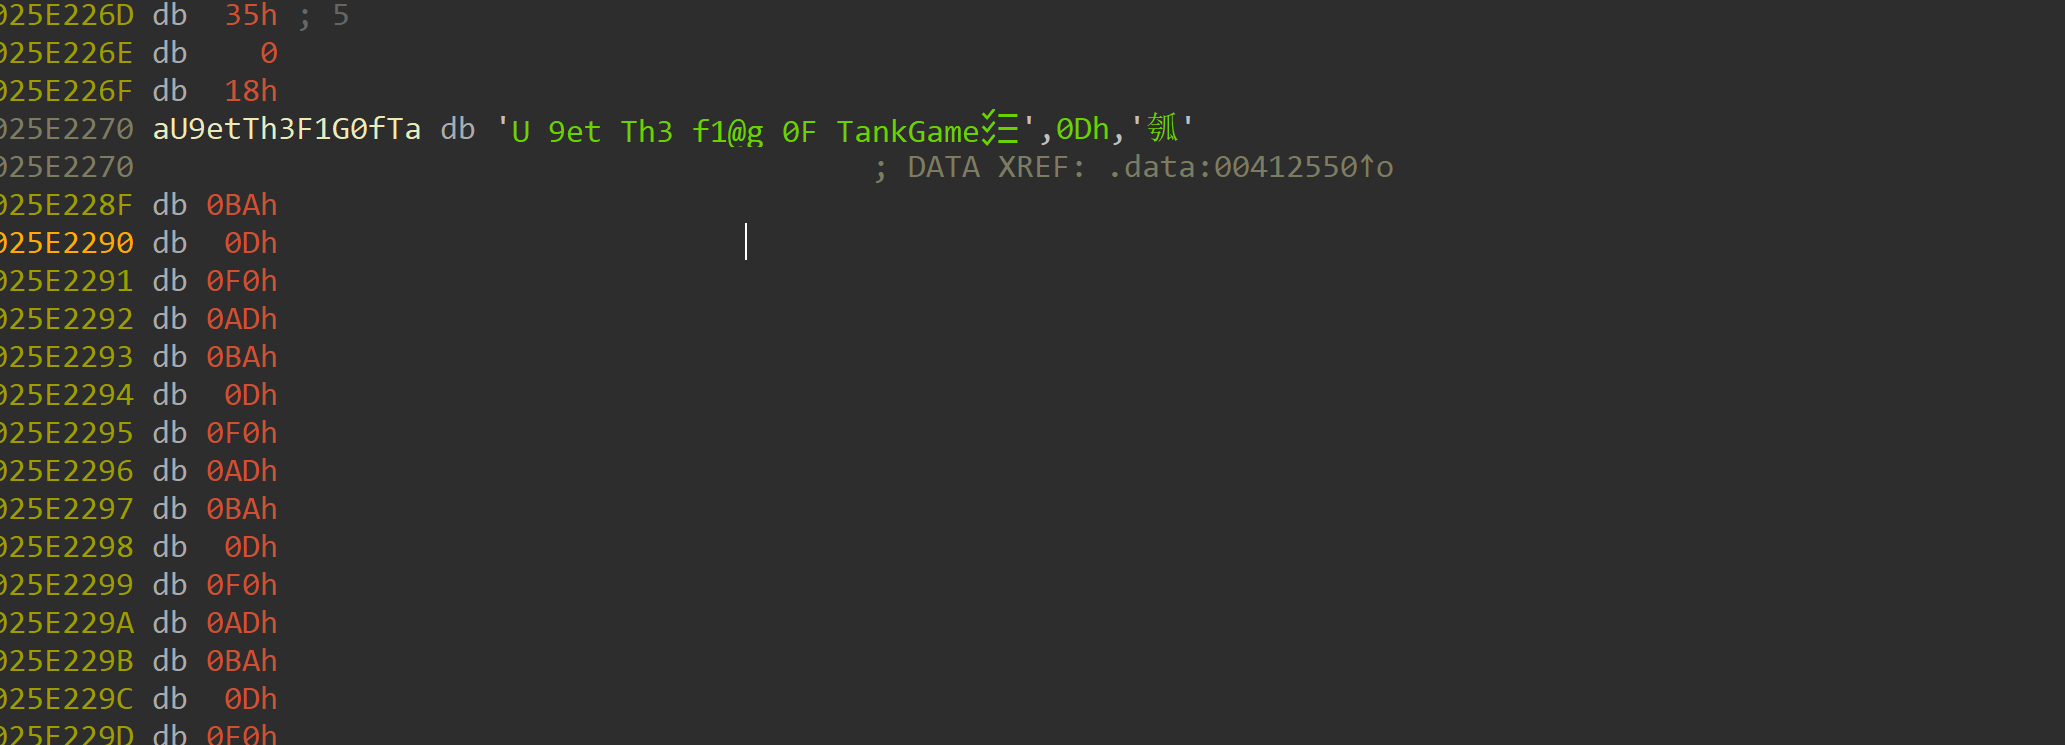 025E226D db 35h ; 5
025E226E db 0
025E226F db 18h
025E2270 aU9etTh3F1G0fTa db 'U 9et Th3 f1@g 0F TankGame',0Dh,'瓠'
025E2270 ; DATA XREF: .data:00412550↑o
025E228F db 0BAh
025E2290 db 0Dh
025E2291 db 0F0h
025E2292 db 0ADh
025E2293 db 0BAh
025E2294 db 0Dh
025E2295 db 0F0h
025E2296 db 0ADh
025E2297 db 0BAh
025E2298 db 0Dh
025E2299 db 0F0h
025E229A db 0ADh
025E229B db 0BAh
025E229C db 0Dh
025E229D db 0F0h